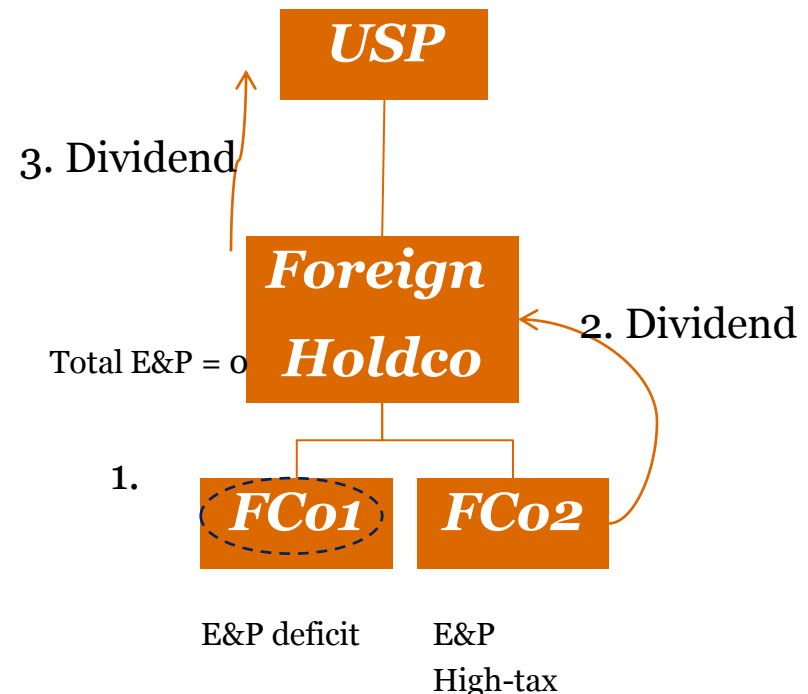 USP
3. Dividend
Foreign
Holdco
2. Dividend
Total E&P = 0
1.
FCo1
FCo2
E&P deficit
E&P
High-tax